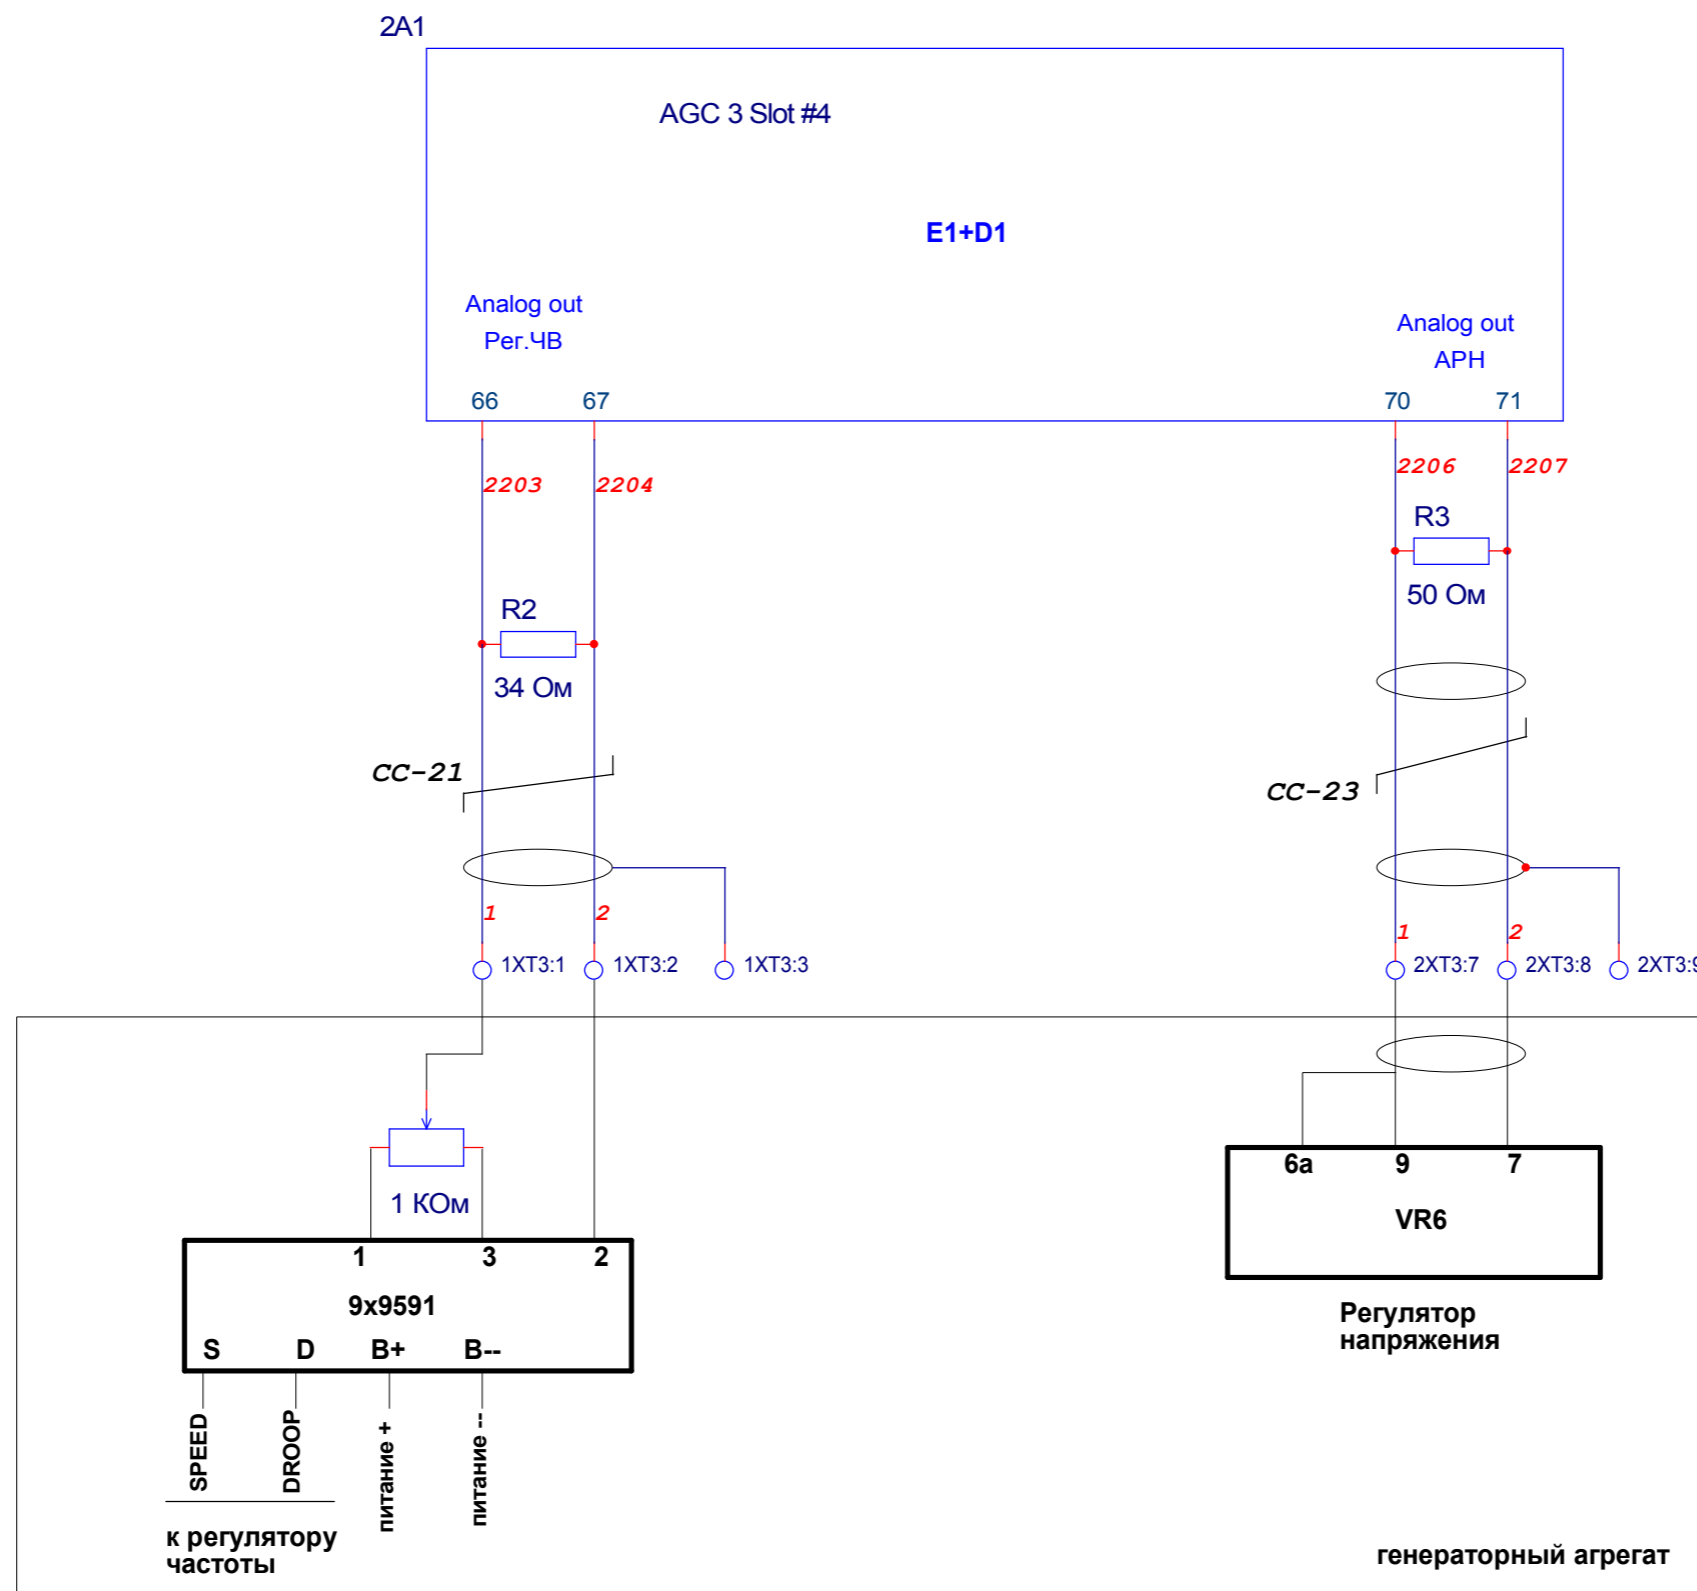 2A1
AGC 3 Slot #4
E1+D1
Analog out
Рег.ЧВ
Analog out
АРН
66
67
70
71
2203
2204
2206
2207
R3
50 Ом
R2
34 Ом
CC-21
CC-23
1
2
1
2
1XT3:1
1XT3:2
1XT3:3
2XT3:7
2XT3:8
2XT3:9
1 КОм
6a
9
7
VR6
Регулятор
напряжения
1
3
2
9x9591
S
D
B+
B--
SPEED
DROOP
питание +
питание --
к регулятору
частоты
генераторный агрегат